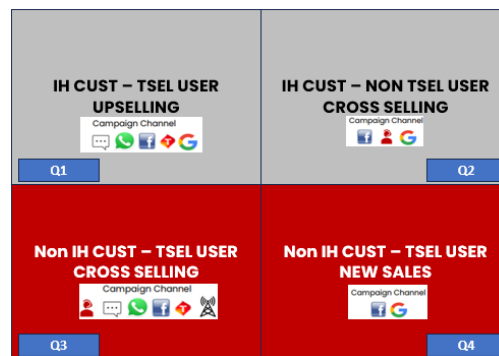 IH CUST – TSEL USER
UPSELLING
Campaign Channel
Q1
IH CUST – NON TSEL USER
CROSS SELLING
Campaign Channel
Q2
Non IH CUST – TSEL USER
CROSS SELLING
Campaign Channel
Q3
Non IH CUST – TSEL USER
NEW SALES
Campaign Channel
Q4